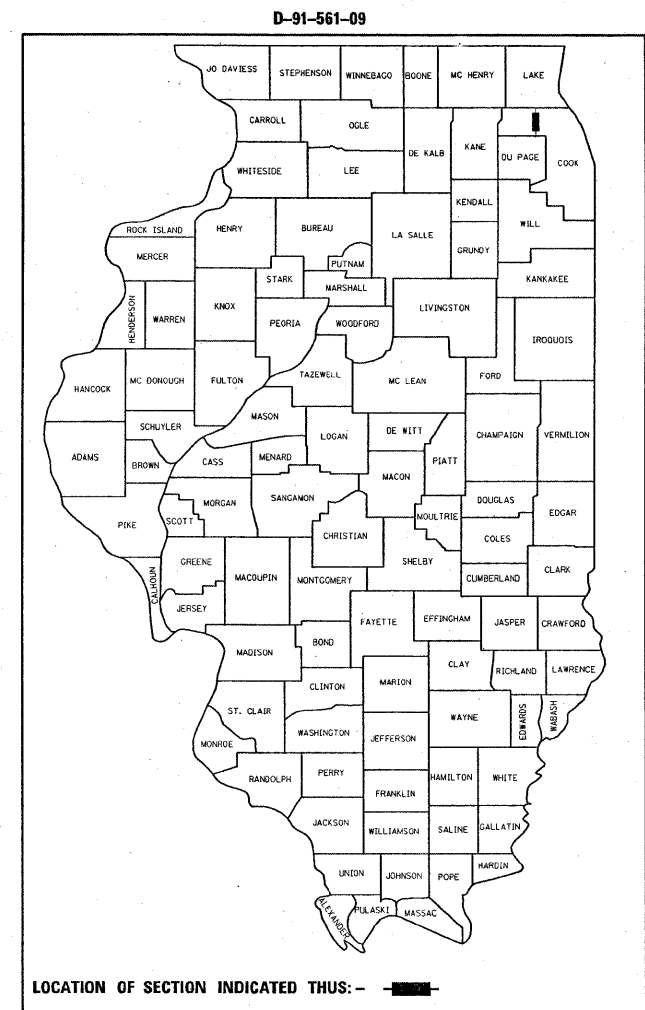 D-91-561-09
JO DAVIESS STEPHENSON WINNEBAGO BOONE MC HENRY LAKE
CARROLL OGLE DE KALB KANE DU PAGE COOK
WHITESIDE LEE
KENDALL WILL
ROCK ISLAND HENRY BUREAU LA SALLE GRUNDY
MERCER PUTNAM
STARK MARSHALL KANKAKEE
HENDERSON WARREN KNOX PEORIA WOODFORD LIVINGSTON IROQUOIS
HANCOCK MC DONOUGH FULTON TAZEWELL MC LEAN FORD
MASON
SCHUYLER LOGAN DE WITT CHAMPAIGN VERMILION
ADAMS BROWN CASS MENARD PIATT
MACON
PIKE SCOTT MORGAN SANGAMON MOULTRIE DOUGLAS EDGAR
CHRISTIAN COLES
CALHOUN GREENE MACOUPIN MONTGOMERY SHELBY CUMBERLAND CLARK
JERSEY
FAYETTE EFFINGHAM JASPER CRAWFORD
MADISON BOND
CLAY RICHLAND LAWRENCE
CLINTON MARION
ST. CLAIR WAYNE EDWARDS WABASH
MONROE WASHINGTON JEFFERSON
RANDOLPH PERRY HAMILTON WHITE
FRANKLIN
JACKSON WILLIAMSON SALINE GALLATIN
UNION JOHNSON POPE HARDIN
ALEXANDER PULASKI MASSAC
LOCATION OF SECTION INDICATED THUS: -